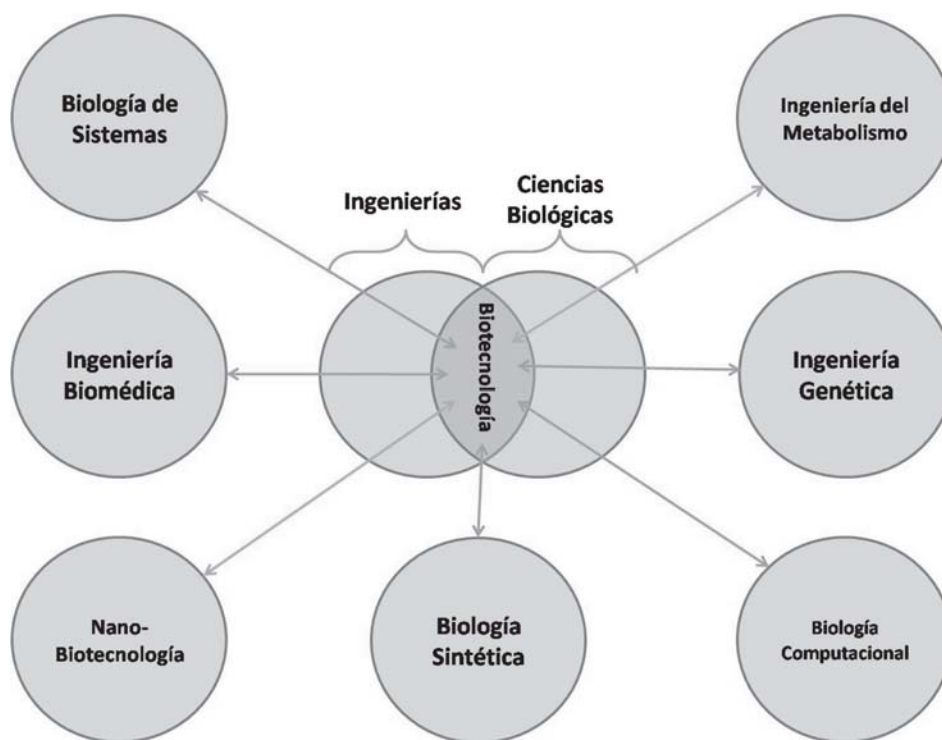 Biología de
Sistemas
Ingeniería del
Metabolismo
Ingenierías
Ciencias
Biológicas
Biotecnología
Ingeniería
Biomédica
Ingeniería
Genética
Nano-
Biotecnología
Biología
Sintética
Biología
Computacional